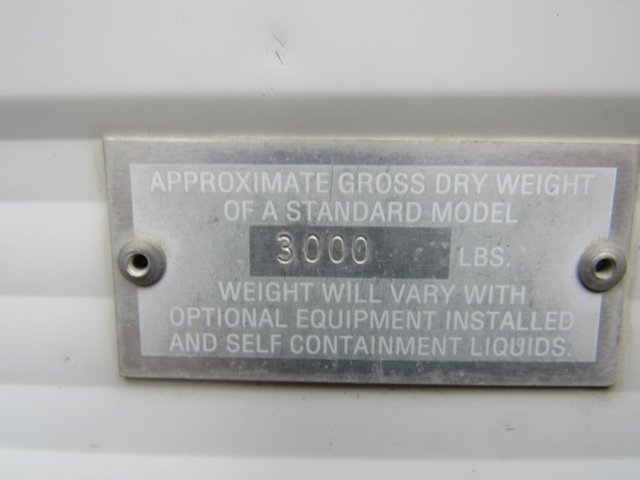 APPROXIMATE GROSS DRY WEIGHT
OF A STANDARD MODEL
3000 LBS.
WEIGHT WILL VARY WITH
OPTIONAL EQUIPMENT INSTALLED
AND SELF CONTAINMENT LIQUIDS.